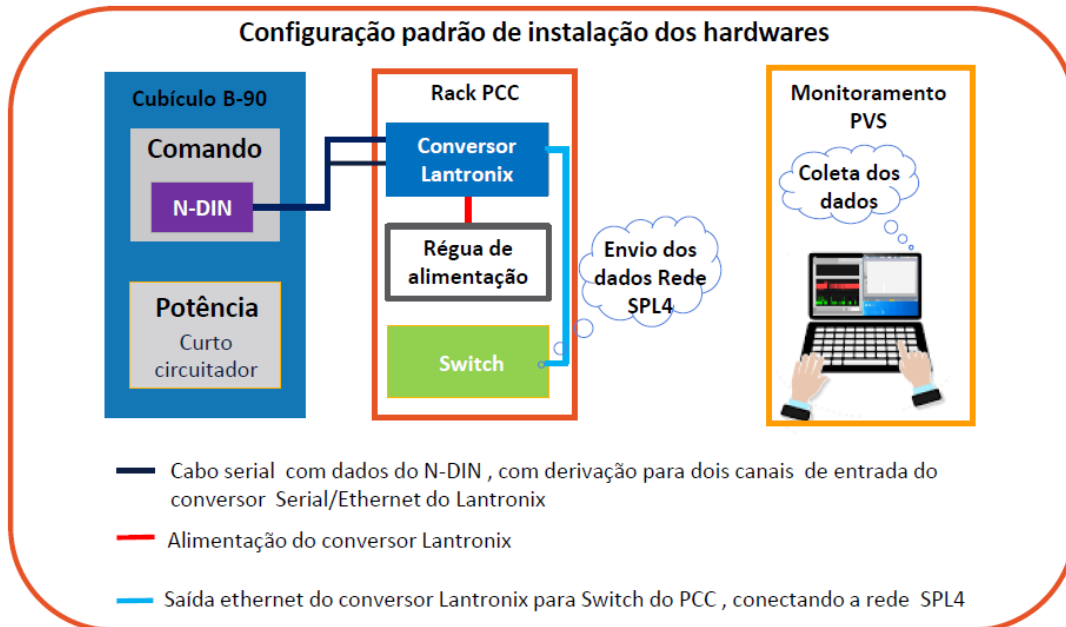 Configuração padrão de instalação dos hardwares
Cubículo B-90
Comando
N-DIN
Potência
Curto
circuitador
Rack PCC
Conversor
Lantronix
Régua de
alimentação
Switch
Envio dos
dados Rede
SPL4
Monitoramento
PVS
Coleta dos
dados
Cabo serial com dados do N-DIN , com derivação para dois canais de entrada do
conversor Serial/Ethernet do Lantronix
Alimentação do conversor Lantronix
Saída ethernet do conversor Lantronix para Switch do PCC , conectando a rede SPL4